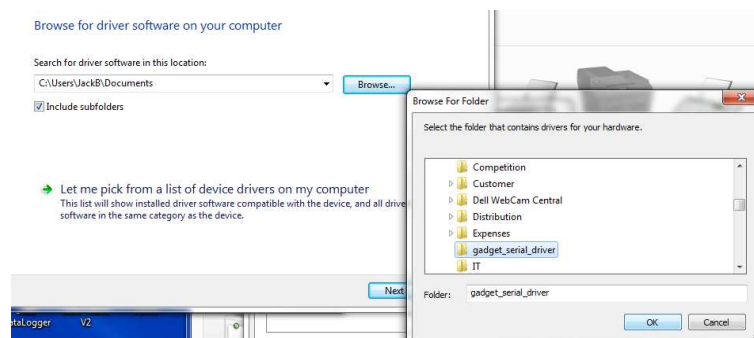 Browse for driver software on your computer
Search for driver software in this location:
C:\Users\JackB\Documents
Browse...
Include subfolders
Let me pick from a list of device drivers on my computer
This list will show installed driver software compatible with the device, and all
software in the same category as the device.
Next
Browse For Folder
Select the folder that contains drivers for your hardware.
Competition
Customer
Dell WebCam Central
Distribution
Expenses
gadget_serial_driver
IT
Folder:
gadget_serial_driver
OK
Cancel
V2